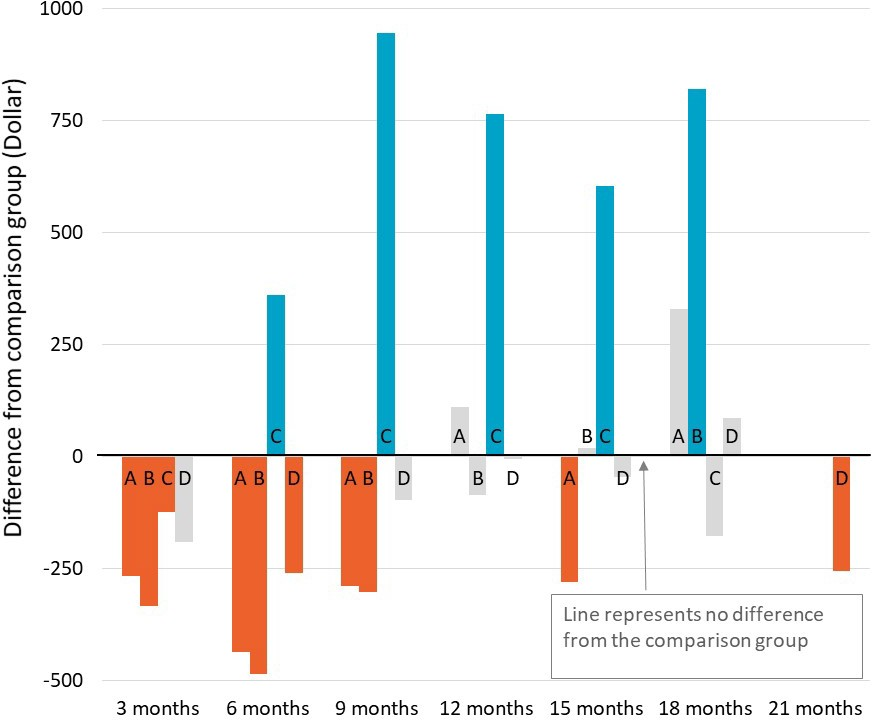 Difference from comparison group (Dollar)
1000
750
500
250
0
-250
-500
A B C D
A B C D
A B C D
A B C D
A B C D
A B C D
D
Line represents no difference
from the comparison group
3 months 6 months 9 months 12 months 15 months 18 months 21 months